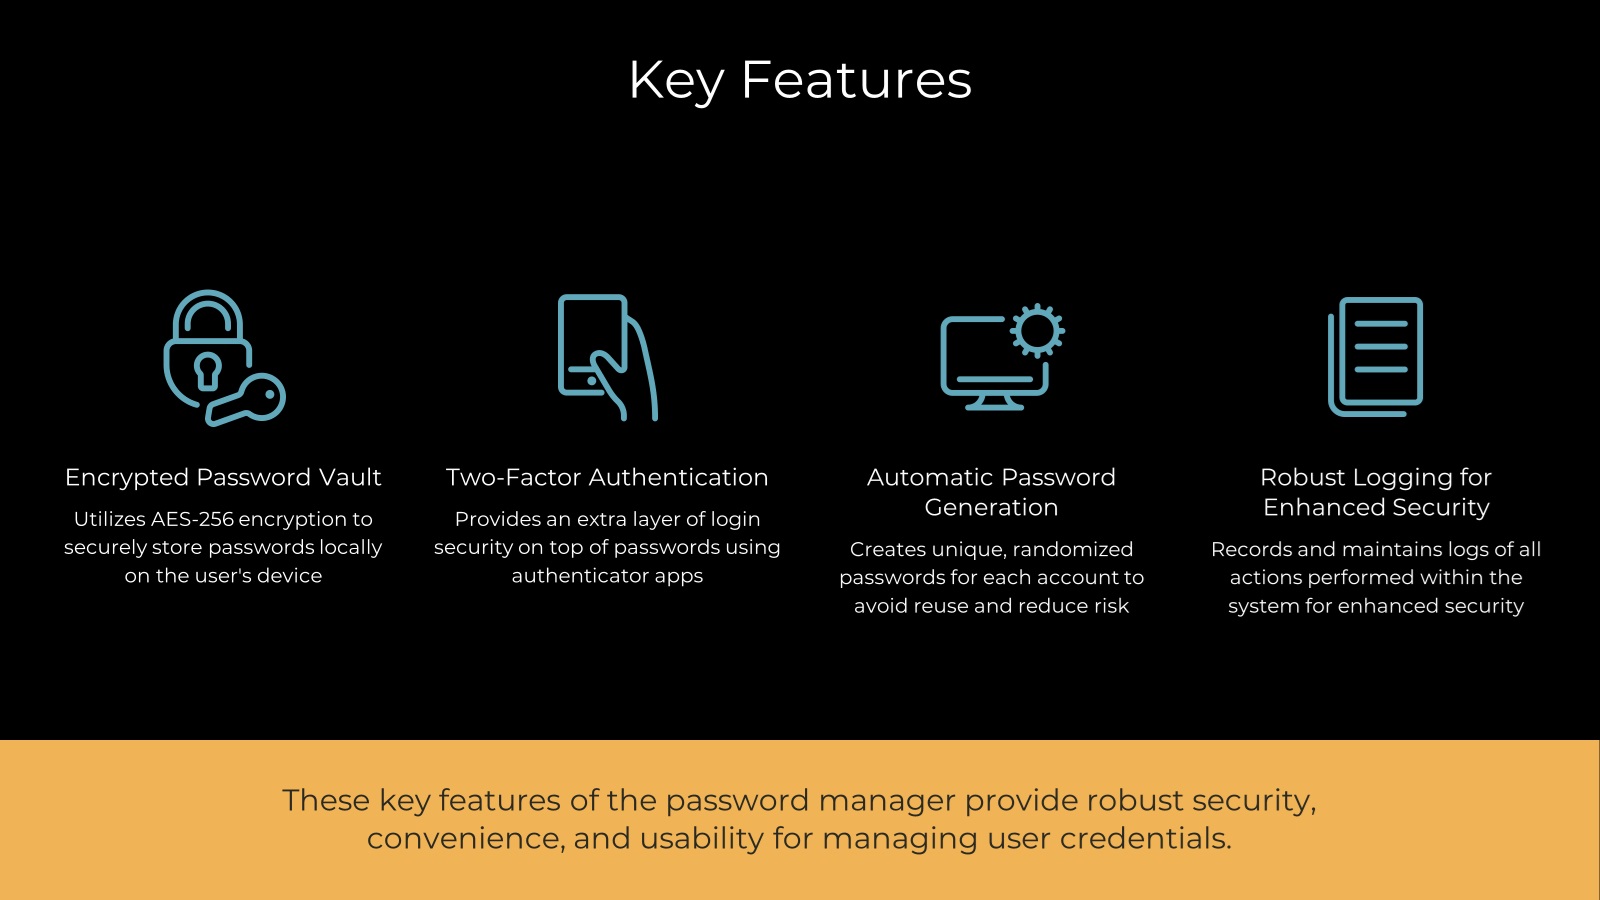 Key Features
Encrypted Password Vault
Utilizes AES-256 encryption to
securely store passwords locally
on the user's device
Two-Factor Authentication
Provides an extra layer of login
security on top of passwords using
authenticator apps
Automatic Password
Generation
Creates unique, randomized
passwords for each account to
avoid reuse and reduce risk
Robust Logging for
Enhanced Security
Records and maintains logs of all
actions performed within the
system for enhanced security
These key features of the password manager provide robust security,
convenience, and usability for managing user credentials.